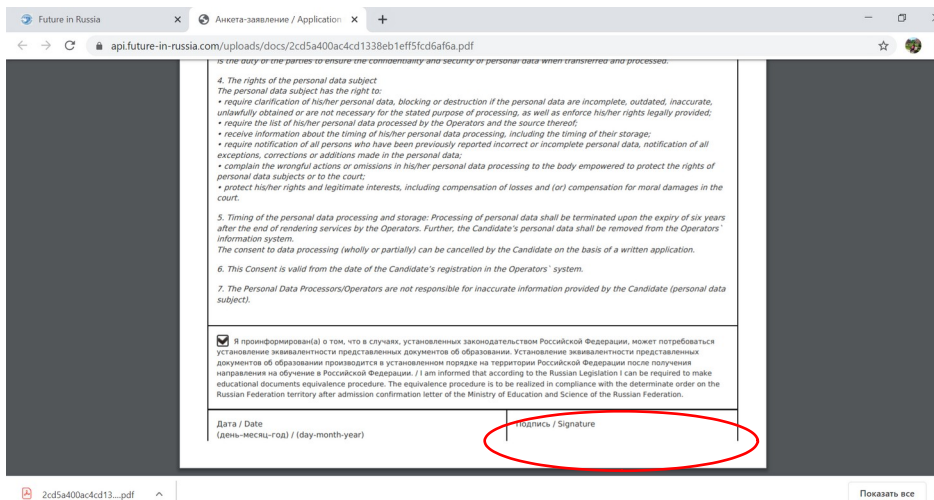 Future in Russia
Анкета-заявление / Application
api.future-in-russia.com/uploads/docs/2cd5a400ac4cd1338eb1eff5fcd6af6a.pdf
is the duty of the parties to ensure the confidentiality and security of personal data when transferred and processed.
4. The rights of the personal data subject
The personal data subject has the right to:
• require clarification of his/her personal data, blocking or destruction if the personal data are incomplete, outdated, inaccurate,
unlawfully obtained or are not necessary for the stated purpose of processing, as well as enforce his/her rights legally provided;
• require the list of his/her personal data processed by the Operators and the source thereof;
• receive information about the timing of his/her personal data processing, including the timing of their storage;
• require notification of all persons who have been previously reported incorrect or incomplete personal data, notification of all
exceptions, corrections or additions made in the personal data;
• complain the wrongful actions or omissions in his/her personal data processing to the body empowered to protect the rights of
personal data subjects or to the court;
• protect his/her rights and legitimate interests, including compensation of losses and (or) compensation for moral damages in the
court.
5. Timing of the personal data processing and storage: Processing of personal data shall be terminated upon the expiry of six years
after the end of rendering services by the Operators. Further, the Candidate's personal data shall be removed from the Operators`
information system.
The consent to data processing (wholly or partially) can be cancelled by the Candidate on the basis of a written application.
6. This Consent is valid from the date of the Candidate's registration in the Operators` system.
7. The Personal Data Processors/Operators are not responsible for inaccurate information provided by the Candidate (personal data
subject).
Я проинформирован(а) о том, что в случаях, установленных законодательством Российской Федерации, может потребоваться
установление эквивалентности представленных документов об образовании. Установление эквивалентности представленных
документов об образовании производится в установленном порядке на территории Российской Федерации после получения
направления на обучение в Российской Федерации. / I am informed that according to the Russian Legislation I can be required to make
educational documents equivalence procedure. The equivalence procedure is to be realized in compliance with the determinate order on the
Russian Federation territory after admission confirmation letter of the Ministry of Education and Science of the Russian Federation.
Дата / Date
(день-месяц-год) / (day-month-year)
Подпись / Signature
2cd5a400ac4cd13....pdf
Показать все